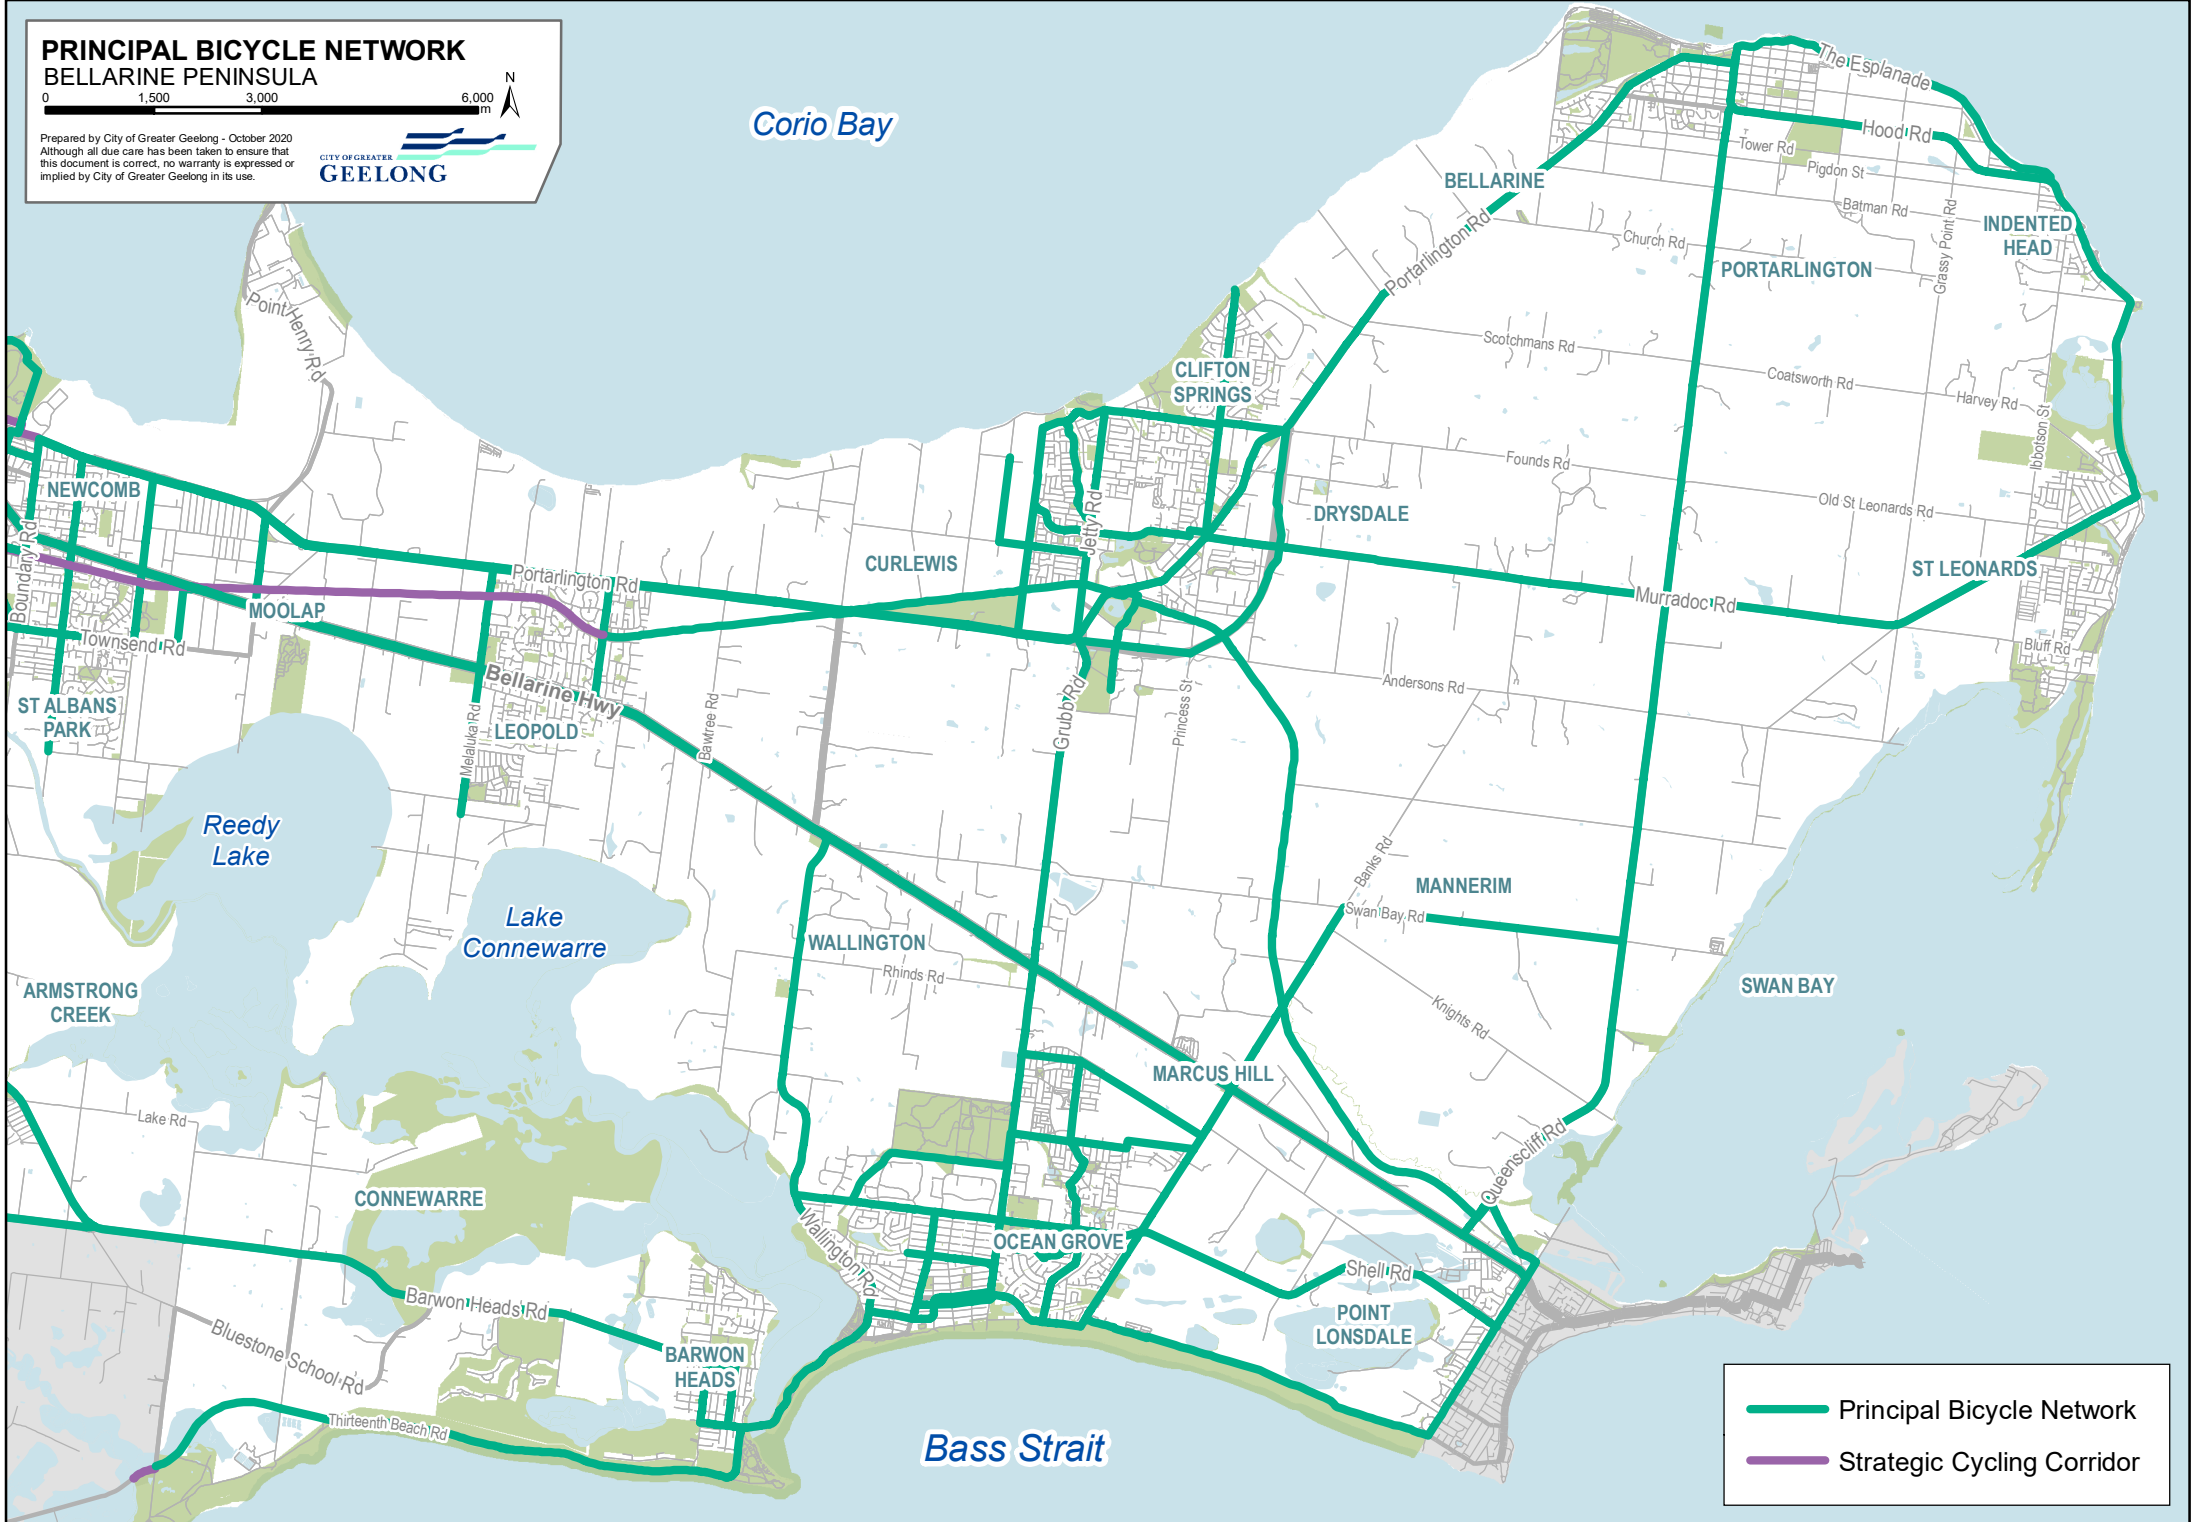 PRINCIPAL BICYCLE NETWORK
BELLARINE PENINSULA
0 1,500 3,000 6,000
m
N
Prepared by City of Greater Geelong - October 2020
Although all due care has been taken to ensure that
this document is correct, no warranty is expressed or
implied by City of Greater Geelong in its use.
CITY OF GREATER
GEELONG
Corio Bay
The Esplanade
Hood Rd
Tower Rd
Pigdon St
BELLARINE
Batman Rd
Grassy Point Rd
INDENTED
HEAD
Portarlington Rd
Church Rd
PORTARLINGTON
Point Henry Rd
Scotchmans Rd
CLIFTON
SPRINGS
Coatsworth Rd
Harvey Rd
Ibbotson St
Founds Rd
NEWCOMB
Jetty Rd
DRYSDALE
Old St Leonards Rd
Boundary Rd
CURLEWIS
ST LEONARDS
Portarlington Rd
MOOLAP
Murradoc Rd
Townsend Rd
Bluff Rd
Bellarine Hwy
Andersons Rd
ST ALBANS
PARK
Melaluka Rd
LEOPOLD
Bawtree Rd
Grubb Rd
Princess St
Reedy
Lake
Banks Rd
MANNERIM
Swan Bay Rd
Lake
Connewarre
WALLINGTON
Rhinds Rd
SWAN BAY
ARMSTRONG
CREEK
Knights Rd
MARCUS HILL
Lake Rd
Queenscliff Rd
CONNEWARRE
Wallington Rd
OCEAN GROVE
Shell Rd
Barwon Heads Rd
POINT
LONSDALE
Bluestone School Rd
BARWON
HEADS
Thirteenth Beach Rd
Bass Strait
Principal Bicycle Network
Strategic Cycling Corridor